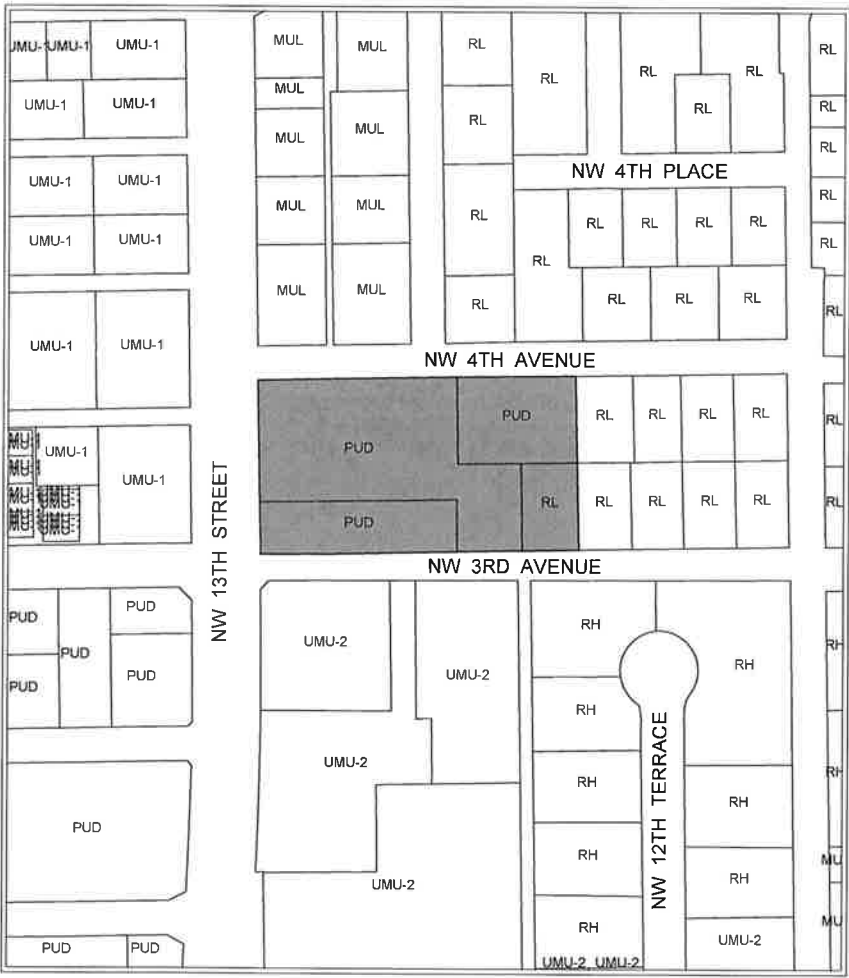 UMU-1 UMU-1 UMU-1 MUL MUL RL RL RL RL RL
MUL
UMU-1 UMU-1 RL RL RL
MUL MUL RL
NW 4TH PLACE
UMU-1 UMU-1 RL
MUL MUL RL RL RL RL RL
UMU-1 UMU-1 RL
RL
MUL MUL RL RL RL RL
RL
UMU-1 UMU-1
NW 4TH AVENUE
PUD RL RL RL RL RL
UMU-1 PUD
UMU-1
PUD RL RL RL RL RL RL
NW 13TH STREET
NW 3RD AVENUE
PUD PUD
PUD UMU-2 RH RH
PUD PUD UMU-2 RH
RH
UMU-2 RH
RH
RH
NW 12TH TERRACE
PUD
RH MU
UMU-2 RH
RH MU
PUD PUD UMU-2
UMU-2 UMU-2